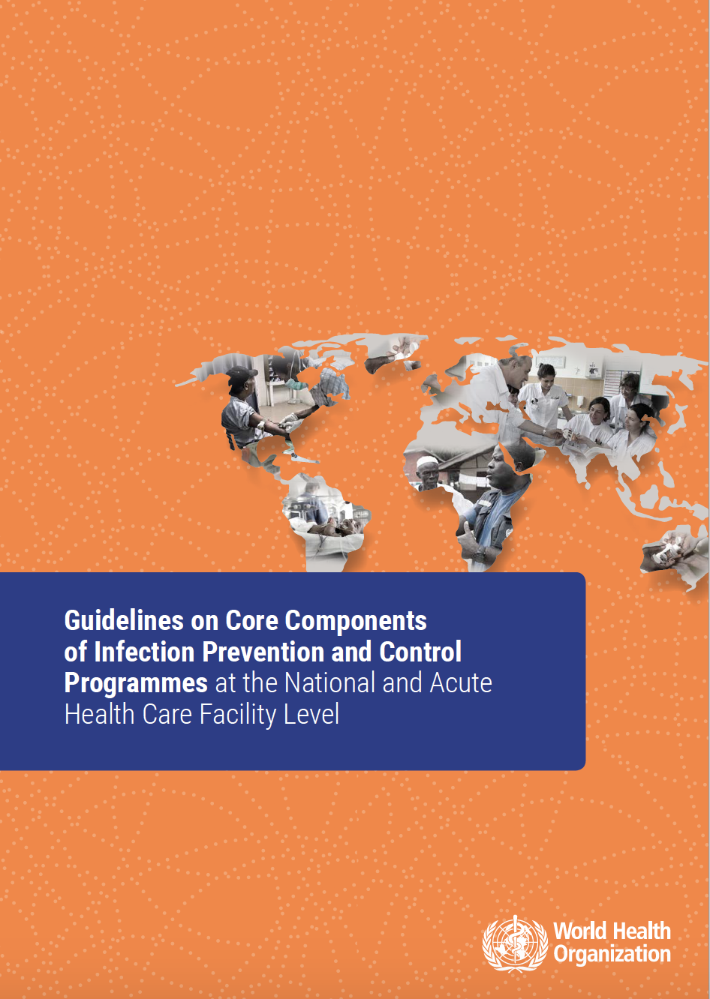 Guidelines on Core Components
of Infection Prevention and Control
Programmes at the National and Acute
Health Care Facility Level
World Health
Organization